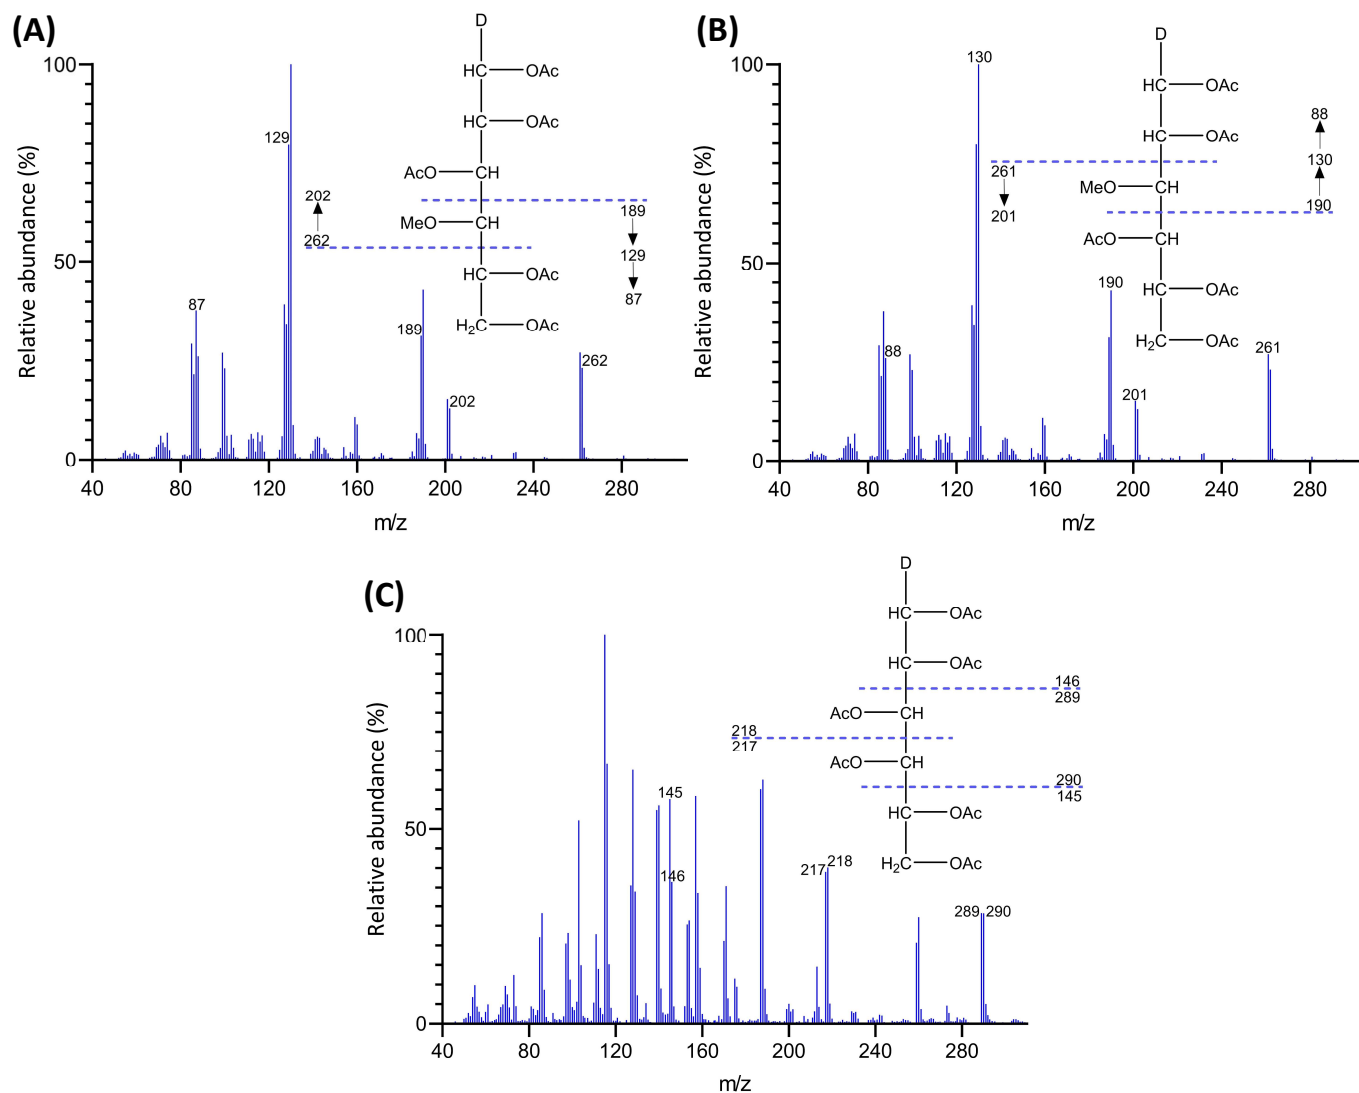 (A)
D
HC OAc
HC OAc
AcO CH
MeO CH
HC OAc
H₂C OAc
189
129
87
202
262
100
50
0
129
87
189
202
262
40 80 120 160 200 240 280
m/z
Relative abundance (%)
(B)
D
HC OAc
HC OAc
MeO CH
AcO CH
HC OAc
H₂C OAc
88
130
190
261
201
100
50
0
130
88
190
201
261
40 80 120 160 200 240 280
m/z
Relative abundance (%)
(C)
D
HC OAc
HC OAc
AcO CH
AcO CH
HC OAc
H₂C OAc
146
289
218
217
290
145
100
50
0
145
146
217 218
289 290
40 80 120 160 200 240 280
m/z
Relative abundance (%)